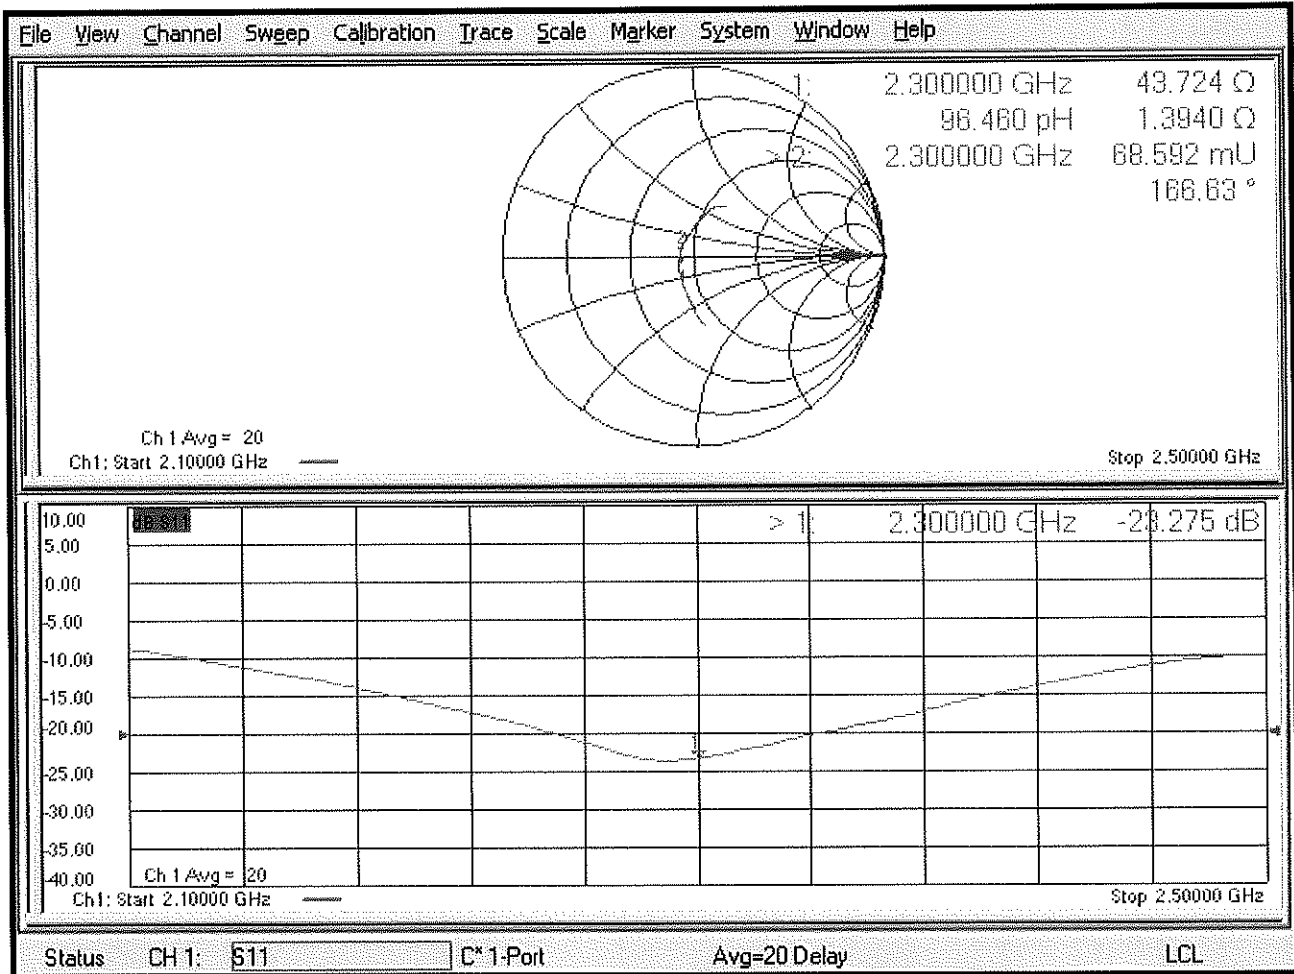 File View Channel Sweep Calibration Trace Scale Marker System Window Help
1: 2.300000 GHz 43.724 Ω
96.460 pH 1.3940 Ω
> 2: 2.300000 GHz 68.592 mU
166.63 °
Ch 1 Avg = 20
Ch1: Start 2.10000 GHz
Stop 2.50000 GHz
10.00 dB S11 > 1: 2.300000 GHz -23.275 dB
5.00
0.00
-5.00
-10.00
-15.00
-20.00
1
-25.00
-30.00
-35.00
-40.00
Ch 1 Avg = 20
Ch1: Start 2.10000 GHz
Stop 2.50000 GHz
Status CH 1: S11 C* 1-Port Avg=20 Delay LCL